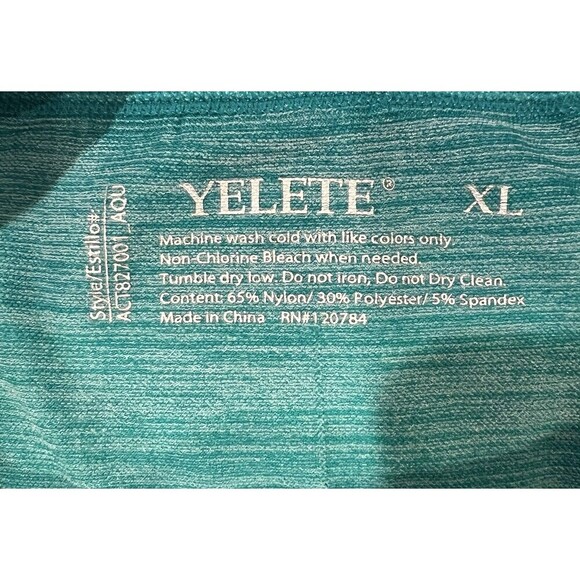 YELETE® XL
Machine wash cold with like colors only.
Non-Chlorine Bleach when needed.
Tumble dry low. Do not iron, Do not Dry Clean.
Content: 65% Nylon/ 30% Polyester/ 5% Spandex
Made in China RN#120784
Style/Estillo#:
ACT827001_AQU